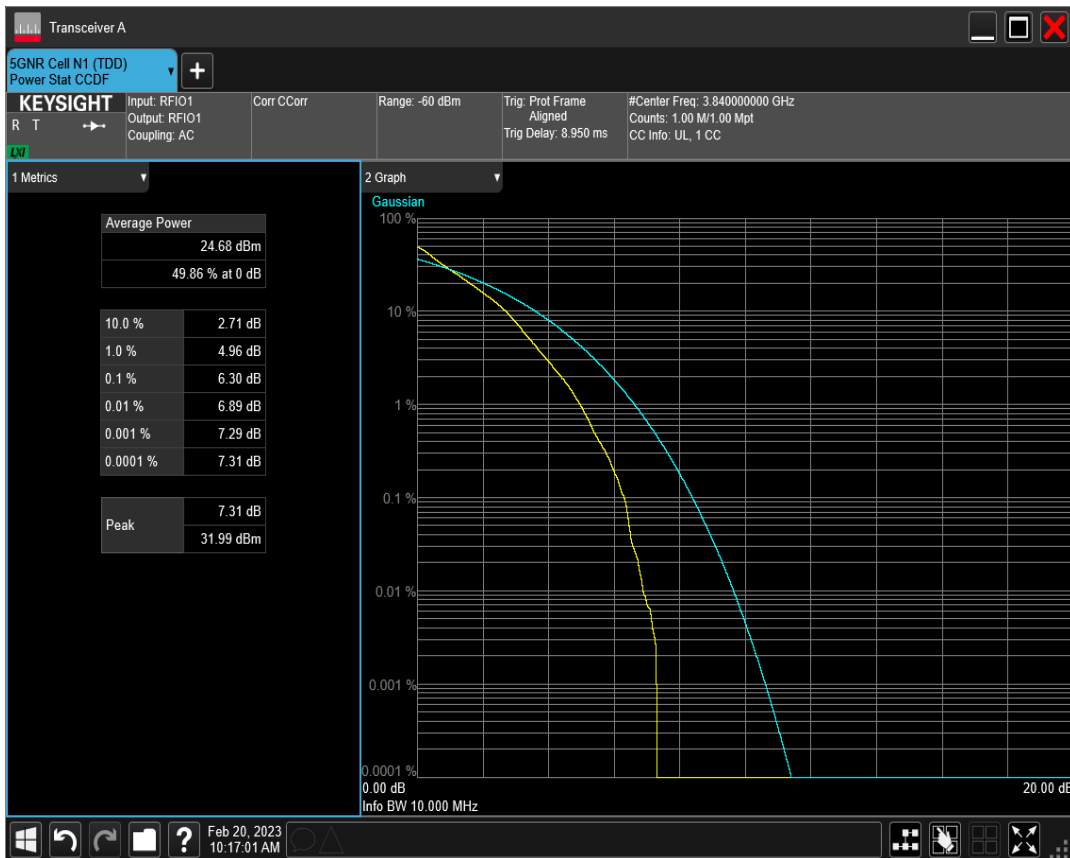 Transceiver A
5GNR Cell N1 (TDD)
Power Stat CCDF
+
KEYSIGHT
R T
LXI
Input: RFIO1
Output: RFIO1
Coupling: AC
Corr CCorr
Range: -60 dBm
Trig: Prot Frame
Aligned
Trig Delay: 8.950 ms
#Center Freq: 3.840000000 GHz
Counts: 1.00 M/1.00 Mpt
CC Info: UL, 1 CC
1 Metrics
Average Power
24.68 dBm
49.86 % at 0 dB
10.0 % 2.71 dB
1.0 % 4.96 dB
0.1 % 6.30 dB
0.01 % 6.89 dB
0.001 % 7.29 dB
0.0001 % 7.31 dB
Peak
7.31 dB
31.99 dBm
2 Graph
Gaussian
100 %
10 %
1 %
0.1 %
0.01 %
0.001 %
0.0001 %
0.00 dB
20.00 dB
Info BW 10.000 MHz
?
Feb 20, 2023
10:17:01 AM